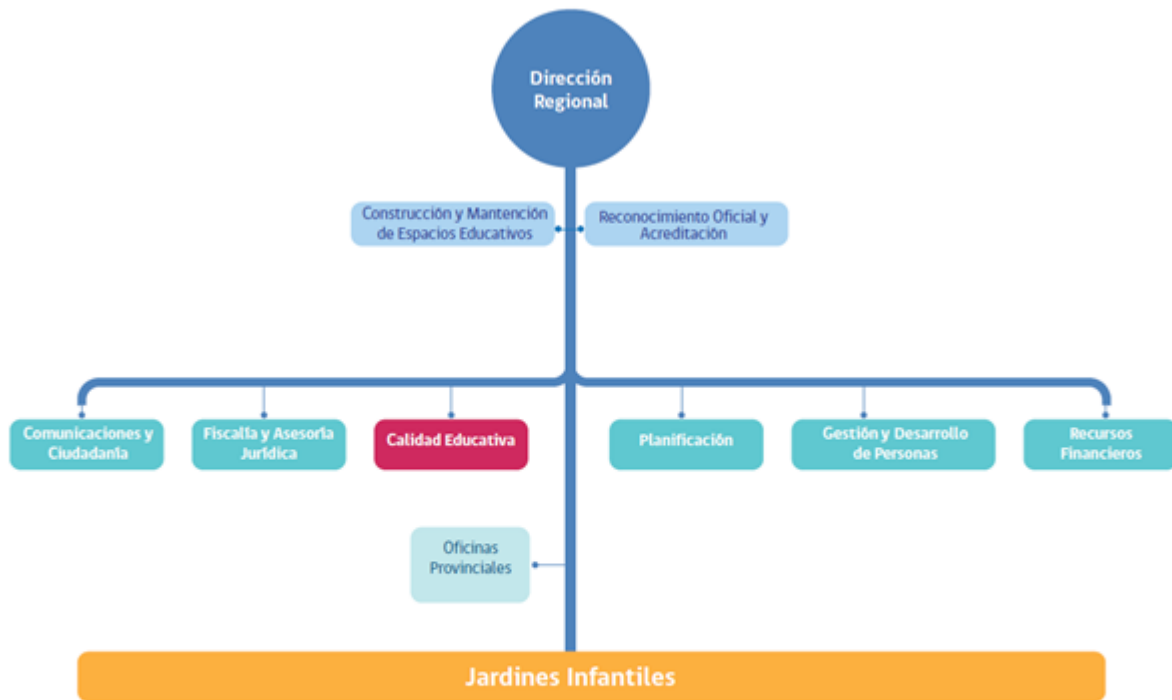 Dirección
Regional
Construcción y Mantención
de Espacios Educativos
Reconocimiento Oficial y
Acreditación
Comunicaciones y
Ciudadanía
Fiscalía y Asesoría
Jurídica
Calidad Educativa
Planificación
Gestión y Desarrollo
de Personas
Recursos
Financieros
Oficinas
Provinciales
Jardines Infantiles